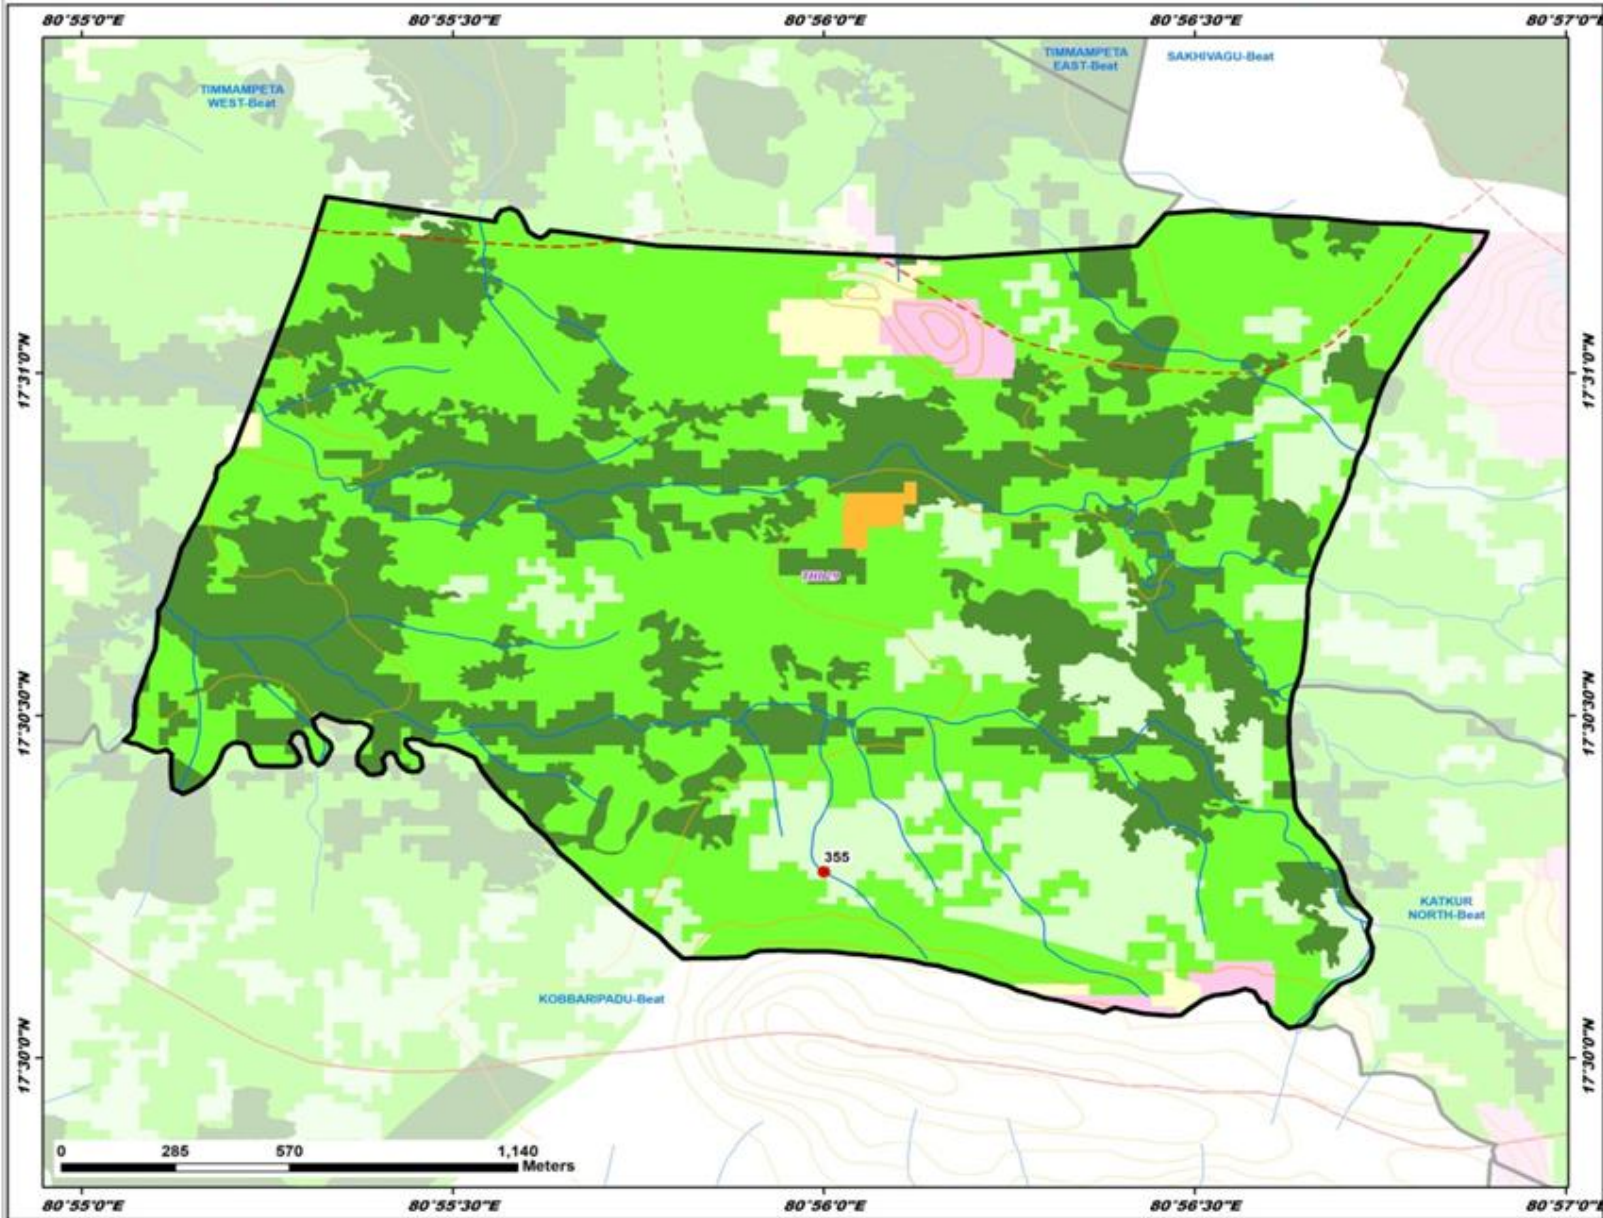 80°55'0"E 80°55'30"E 80°56'0"E 80°56'30"E 80°57'0"E
TIMMAMPETA
WEST-Beat
TIMMAMPETA
EAST-Beat
SAKHIVAGU-Beat
17°31'0"N 17°31'0"N
17°30'30"N 17°30'30"N
355
KATKUR
NORTH-Beat
KOBBARIPADU-Beat
17°30'0"N 17°30'0"N
0 285 570 1,140
Meters
80°55'0"E 80°55'30"E 80°56'0"E 80°56'30"E 80°57'0"E